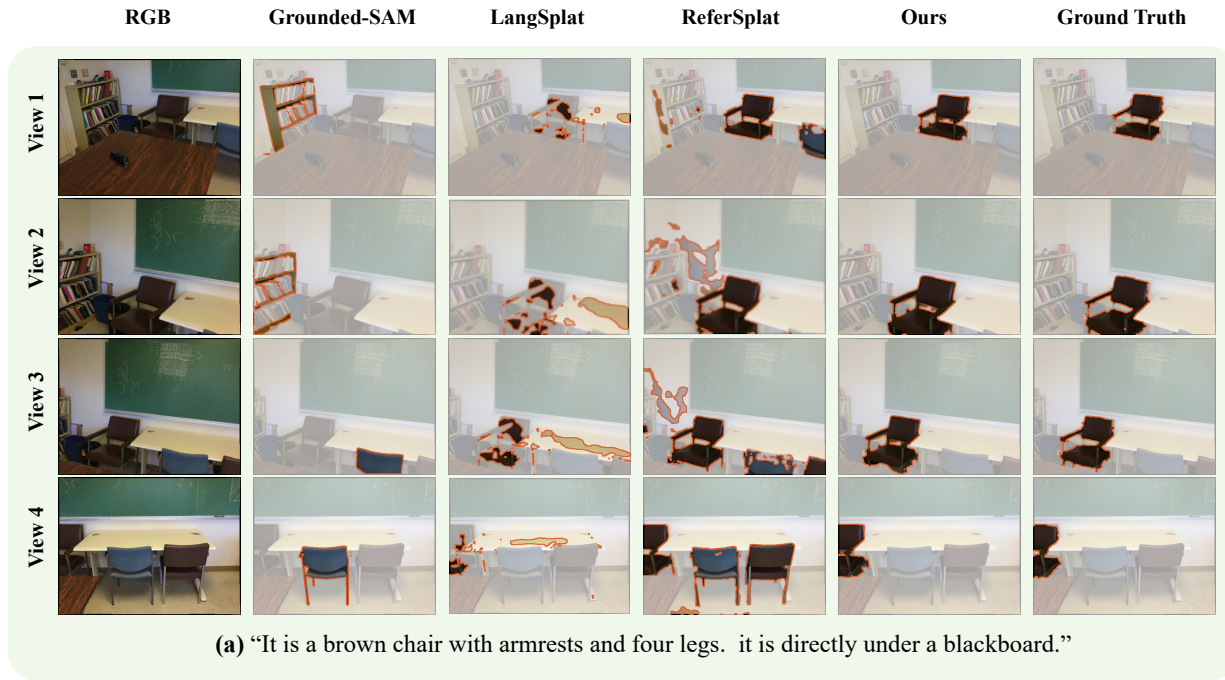 RGB Grounded-SAM LangSplat ReferSplat Ours Ground Truth
View 1
View 2
View 3
View 4
(a) “It is a brown chair with armrests and four legs. it is directly under a blackboard.”